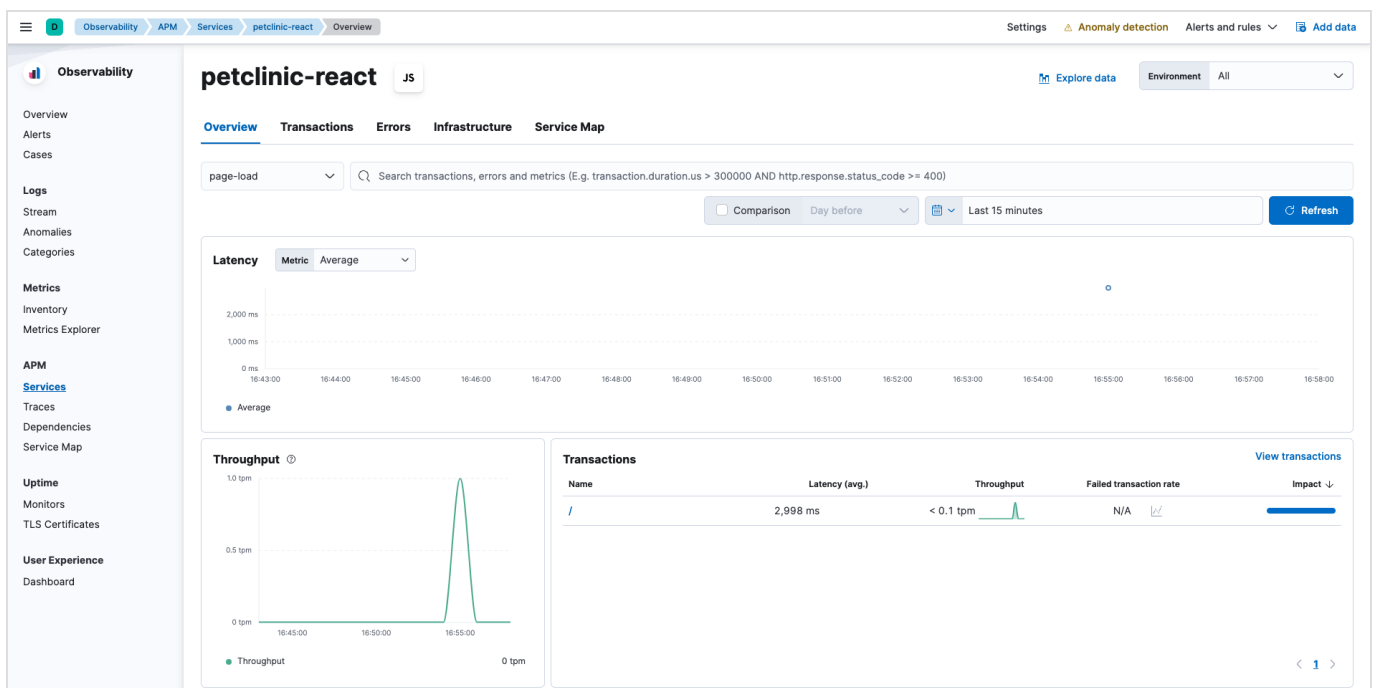 D Observability APM Services petclinic-react Overview Settings Anomaly detection Alerts and rules Add data
Observability
Overview
Alerts
Cases
Logs
Stream
Anomalies
Categories
Metrics
Inventory
Metrics Explorer
APM
Services
Traces
Dependencies
Service Map
Uptime
Monitors
TLS Certificates
User Experience
Dashboard
petclinic-react JS Explore data Environment All
Overview Transactions Errors Infrastructure Service Map
page-load Search transactions, errors and metrics (E.g. transaction.duration.us > 300000 AND http.response.status_code >= 400)
Comparison Day before Last 15 minutes Refresh
Latency Metric Average
2,000 ms
1,000 ms
0 ms
16:43:00 16:44:00 16:45:00 16:46:00 16:47:00 16:48:00 16:49:00 16:50:00 16:51:00 16:52:00 16:53:00 16:54:00 16:55:00 16:56:00 16:57:00 16:58:00
Average
Throughput
1.0 tpm
0.5 tpm
0 tpm
16:45:00 16:50:00 16:55:00
Throughput 0 tpm
Transactions View transactions
Name Latency (avg.) Throughput Failed transaction rate Impact
/ 2,998 ms < 0.1 tpm N/A
1